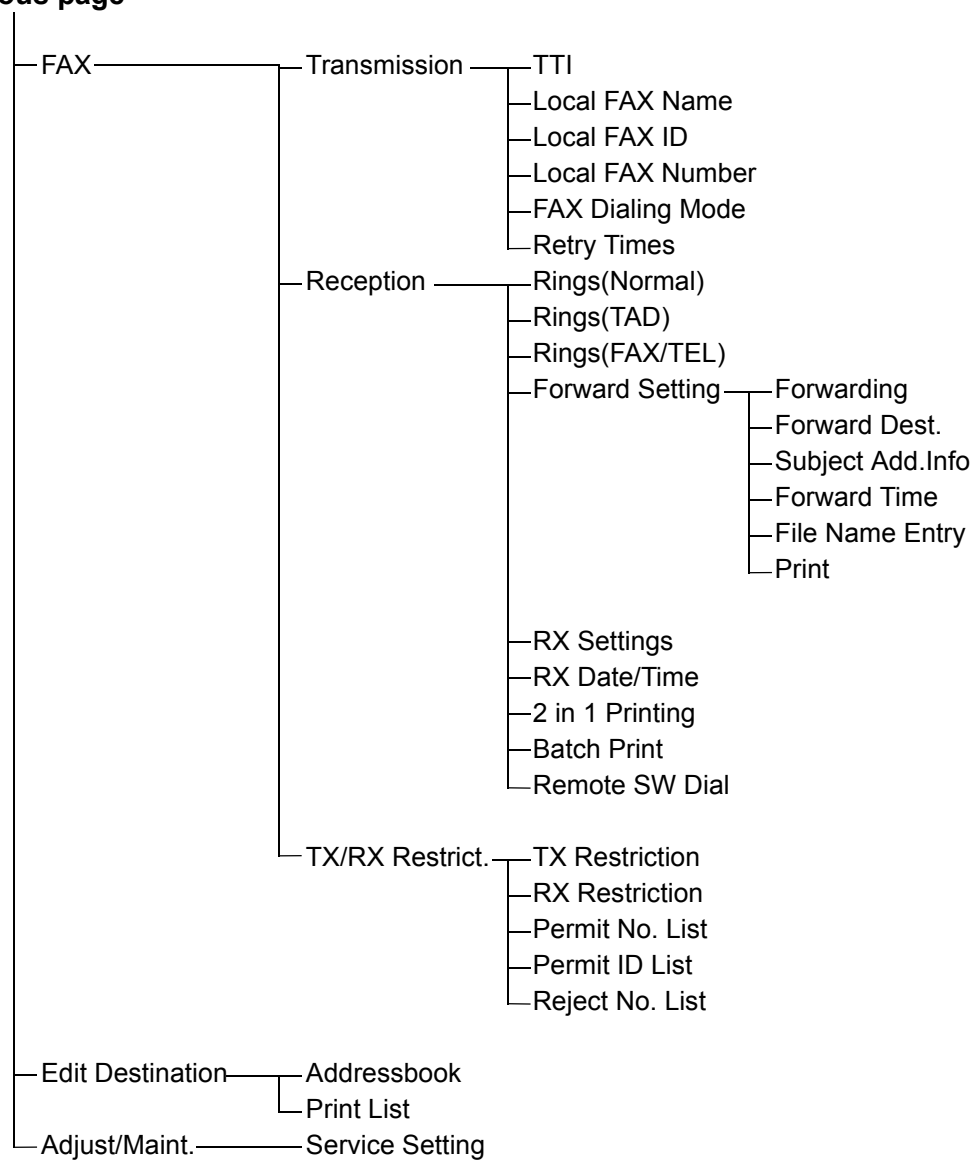 FAX Transmission TTI
Local FAX Name
Local FAX ID
Local FAX Number
FAX Dialing Mode
Retry Times
Reception Rings(Normal)
Rings(TAD)
Rings(FAX/TEL)
Forward Setting Forwarding
Forward Dest.
Subject Add.Info
Forward Time
File Name Entry
Print
RX Settings
RX Date/Time
2 in 1 Printing
Batch Print
Remote SW Dial
TX/RX Restrict. TX Restriction
RX Restriction
Permit No. List
Permit ID List
Reject No. List
Edit Destination Addressbook
Print List
Adjust/Maint. Service Setting